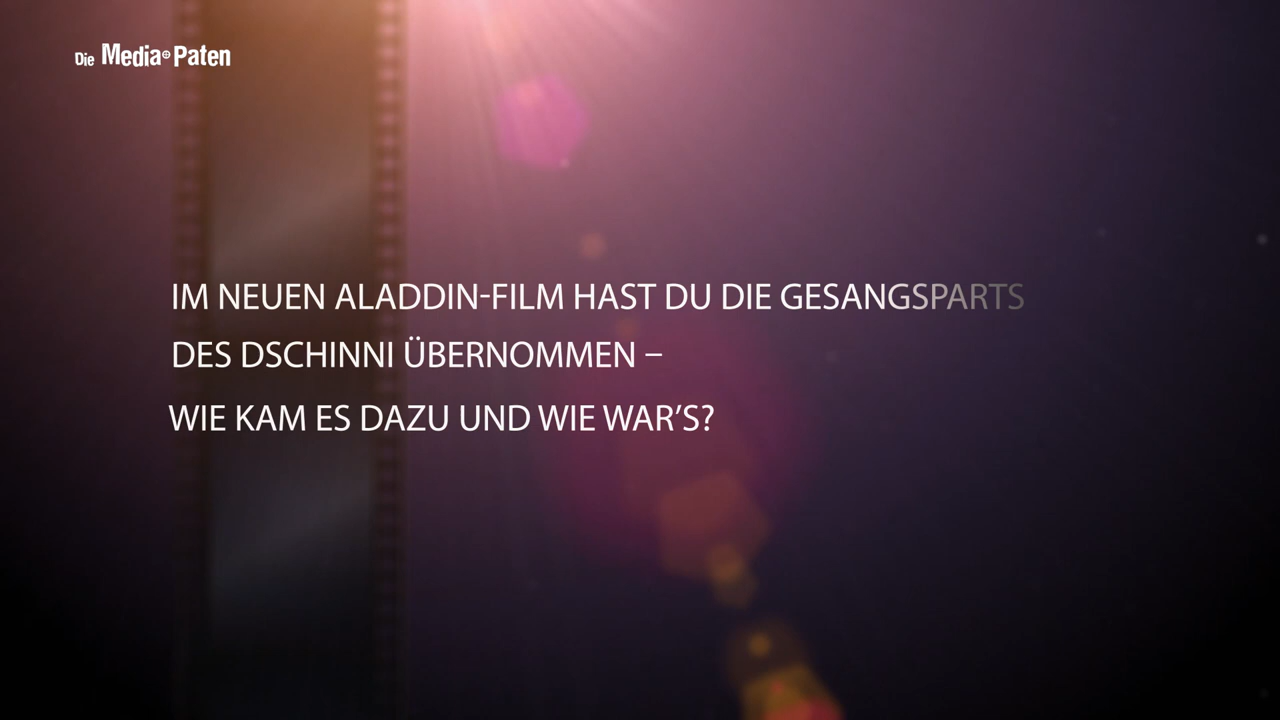 Die Media Paten
IM NEUEN ALADDIN-FILM HAST DU DIE GESANGSPARTS
DES DSCHINNI ÜBERNOMMEN –
WIE KAM ES DAZU UND WIE WAR’S?